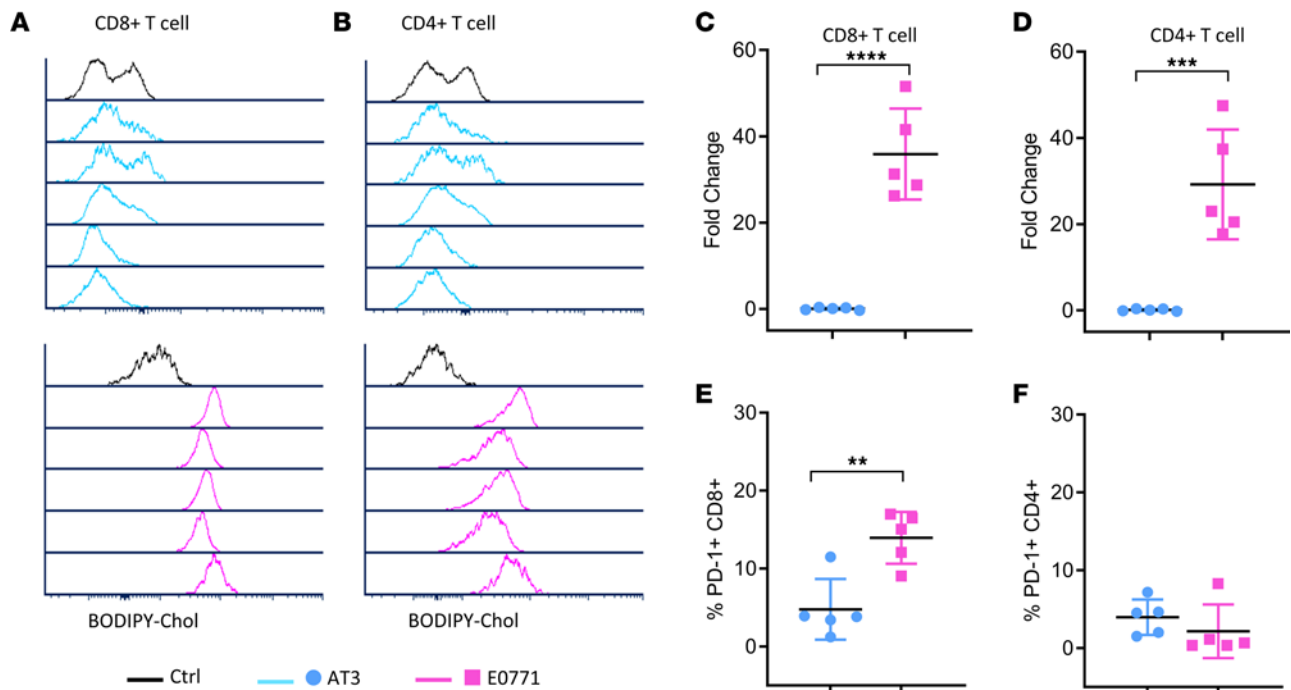 A
CD8+ T cell
B
CD4+ T cell
BODIPY-Chol
BODIPY-Chol
Ctrl
AT3
E0771
C
CD8+ T cell
****
60
40
20
0
Fold Change
D
CD4+ T cell
***
60
40
20
0
Fold Change
E
**
30
20
10
0
% PD-1+ CD8+
F
30
20
10
0
% PD-1+ CD4+